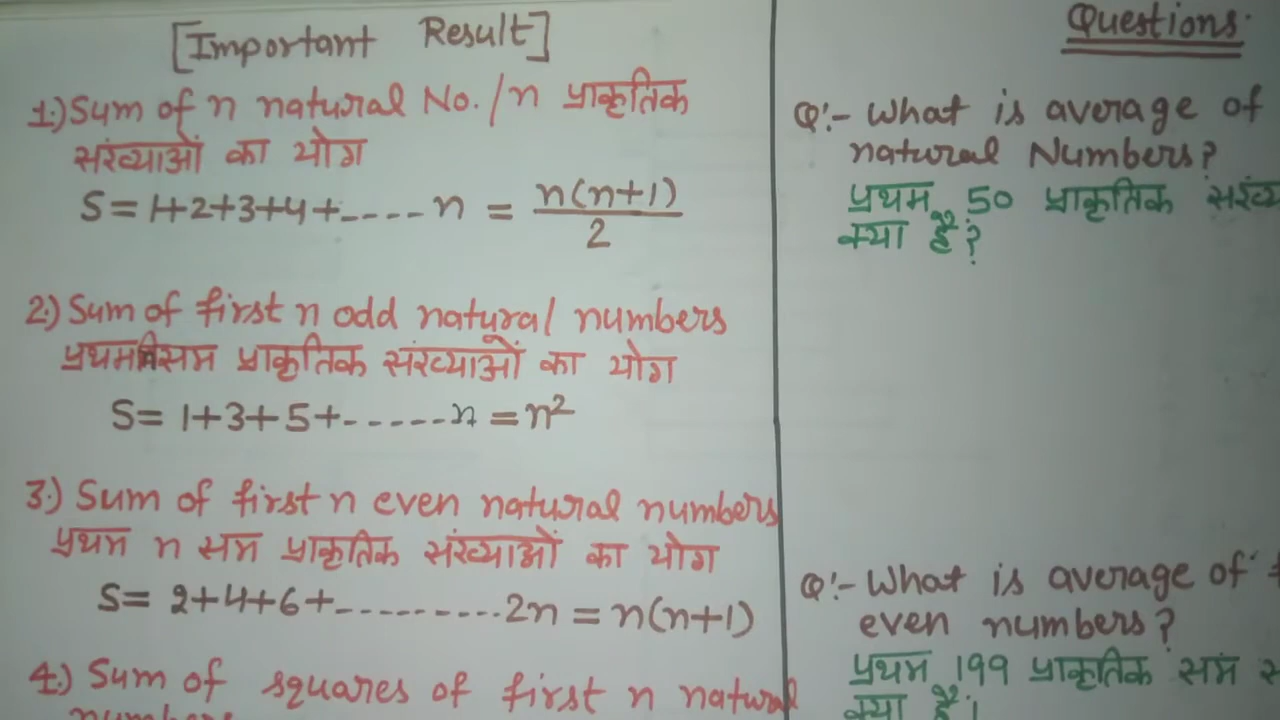 [Important Result]
1.) Sum of n natural No./n प्राकृतिक
संख्याओं का योग
S = 1+2+3+4+---- n = n(n+1)/2
2.) Sum of first n odd natural numbers
प्रथम विसम प्राकृतिक संख्याओं का योग
S = 1+3+5+-----n = n²
3.) Sum of first n even natural numbers
प्रथम n सम प्राकृतिक संख्याओं का योग
S = 2+4+6+---------2n = n(n+1)
4.) Sum of squares of first n natural
numbers
Questions
Q:- What is average of
natural Numbers?
प्रथम 50 प्राकृतिक
क्या है?
Q:- What is average of
even numbers?
प्रथम 199 प्राकृतिक सम
क्या है